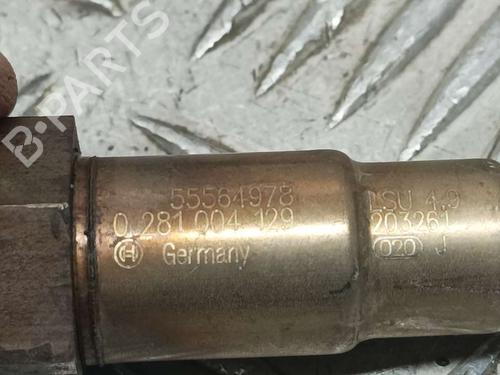 B-PARTS
55564978
0 281 004 129
Germany
LSU 4.9
203261
020 J